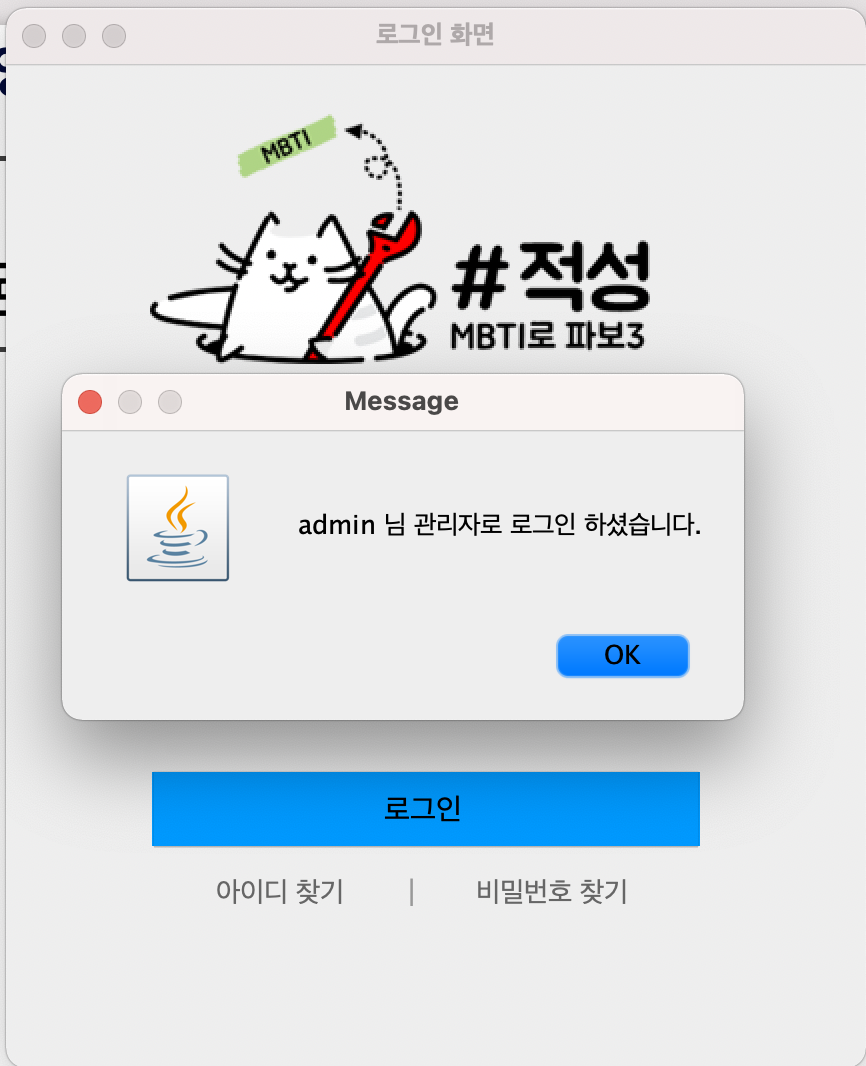 로그인 화면
MBTI
#적성
MBTI로 파보3
Message
admin 님 관리자로 로그인 하셨습니다.
OK
로그인
아이디 찾기 | 비밀번호 찾기